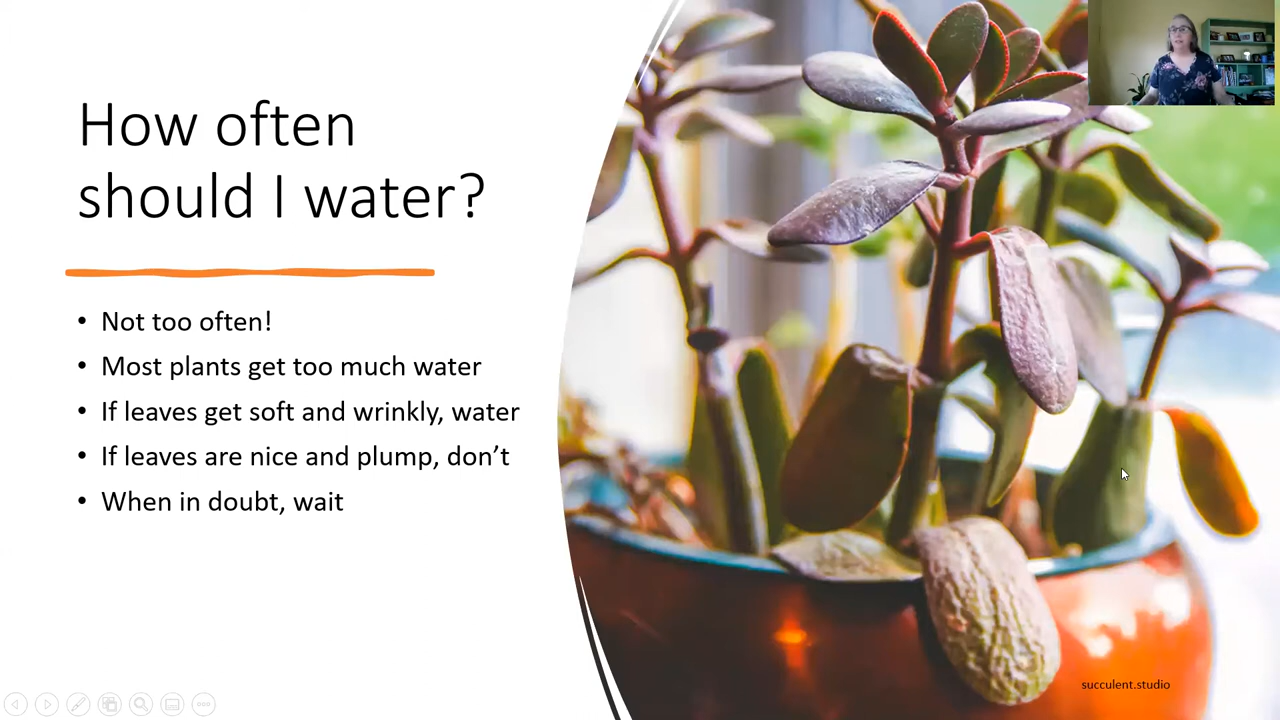 How often
should I water?
• Not too often!
• Most plants get too much water
• If leaves get soft and wrinkly, water
• If leaves are nice and plump, don’t
• When in doubt, wait
succulent.studio